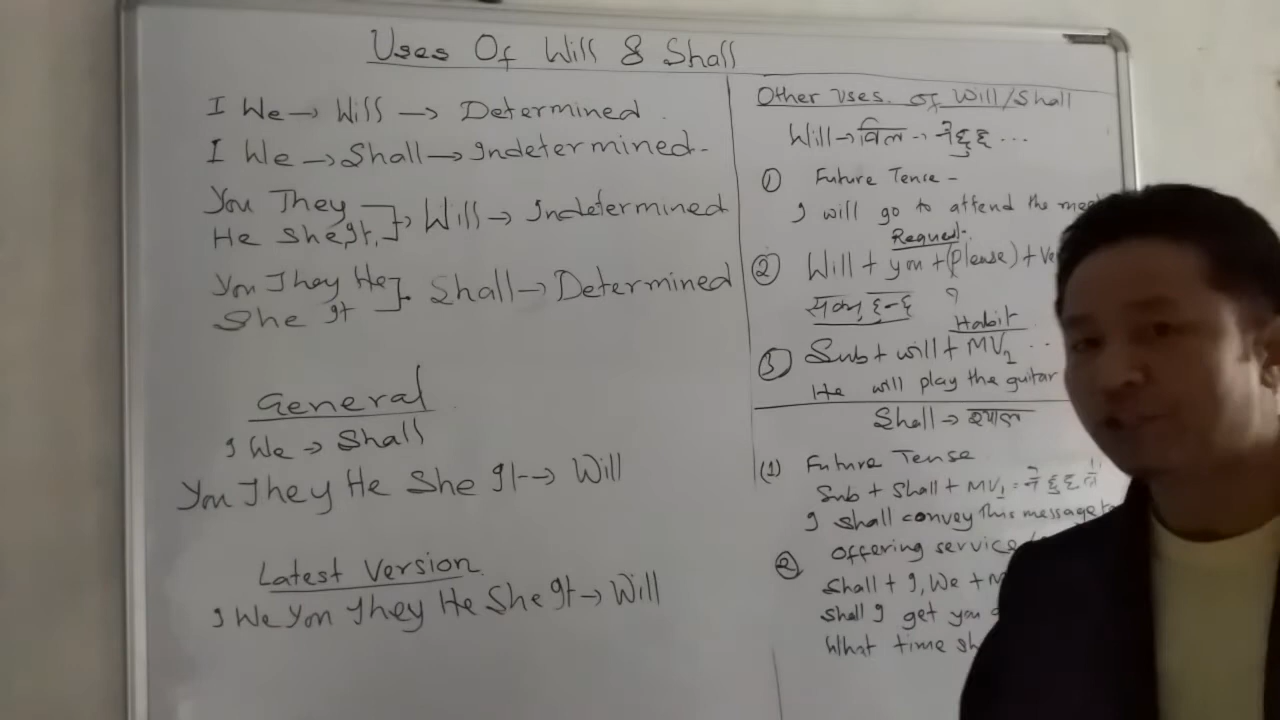 Uses Of Will & Shall
I We → Will → Determined
I We → Shall → Indetermined
You They
He She It } → Will → Indetermined
You They He
She It } Shall → Determined
General
I We → Shall
You They He She It → Will
Latest Version
I We You They He She It → Will
Other Uses of Will/Shall
Will → विल नेछु छ ...
① Future Tence -
I will go to attend the
Request
② Will + you + (please) +
?
Habit
③ Sub + will + MV1 ..
He will play the guitar
Shall →
(1) Future Tense
Sub + Shall + MV1 =
I shall convey This message
② Offering service
Shall + I, We +
Shall I get you
What time